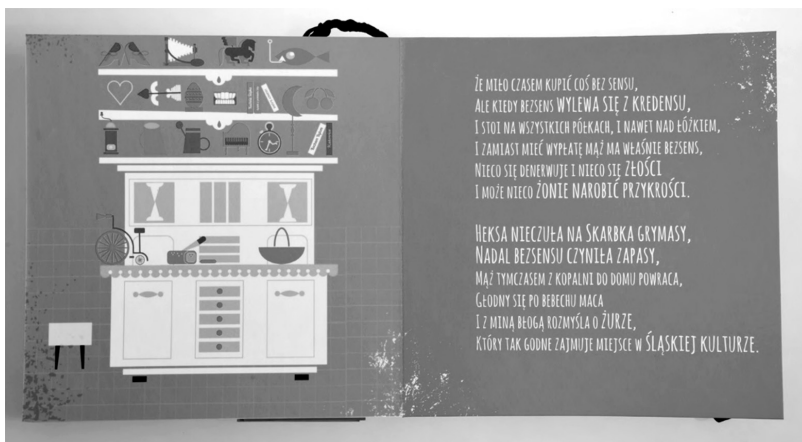 ŻE MIŁO CZASEM KUPIĆ COŚ BEZ SENSU,
ALE KIEDY BEZSENS WYLEWA SIĘ Z KREDENSU,
I STOI NA WSZYSTKICH PÓŁKACH, I NAWET NAD ŁÓŻKIEM,
I ZAMIAST MIEĆ WYPŁATĘ MĄŻ MA WŁAŚNIE BEZSENS,
NIECO SIĘ DENERWUJE I NIECO SIĘ ZŁOŚCI
I MOŻE NIECO ŻONIE NAROBIĆ PRZYKROŚCI.
HEKSA NIECZUŁA NA SKARBKA GRYMASY,
NADAL BEZSENSU CZYNIŁA ZAPASY,
MĄŻ TYMCZASEM Z KOPALNI DO DOMU POWRACA,
GŁODNY SIĘ PO BEBECHU MACA
I Z MINĄ BŁOGĄ ROZMYŚLA O ŻURZE,
KTÓRY TAK GODNE ZAJMUJE MIEJSCE W ŚLĄSKIEJ KULTURZE.